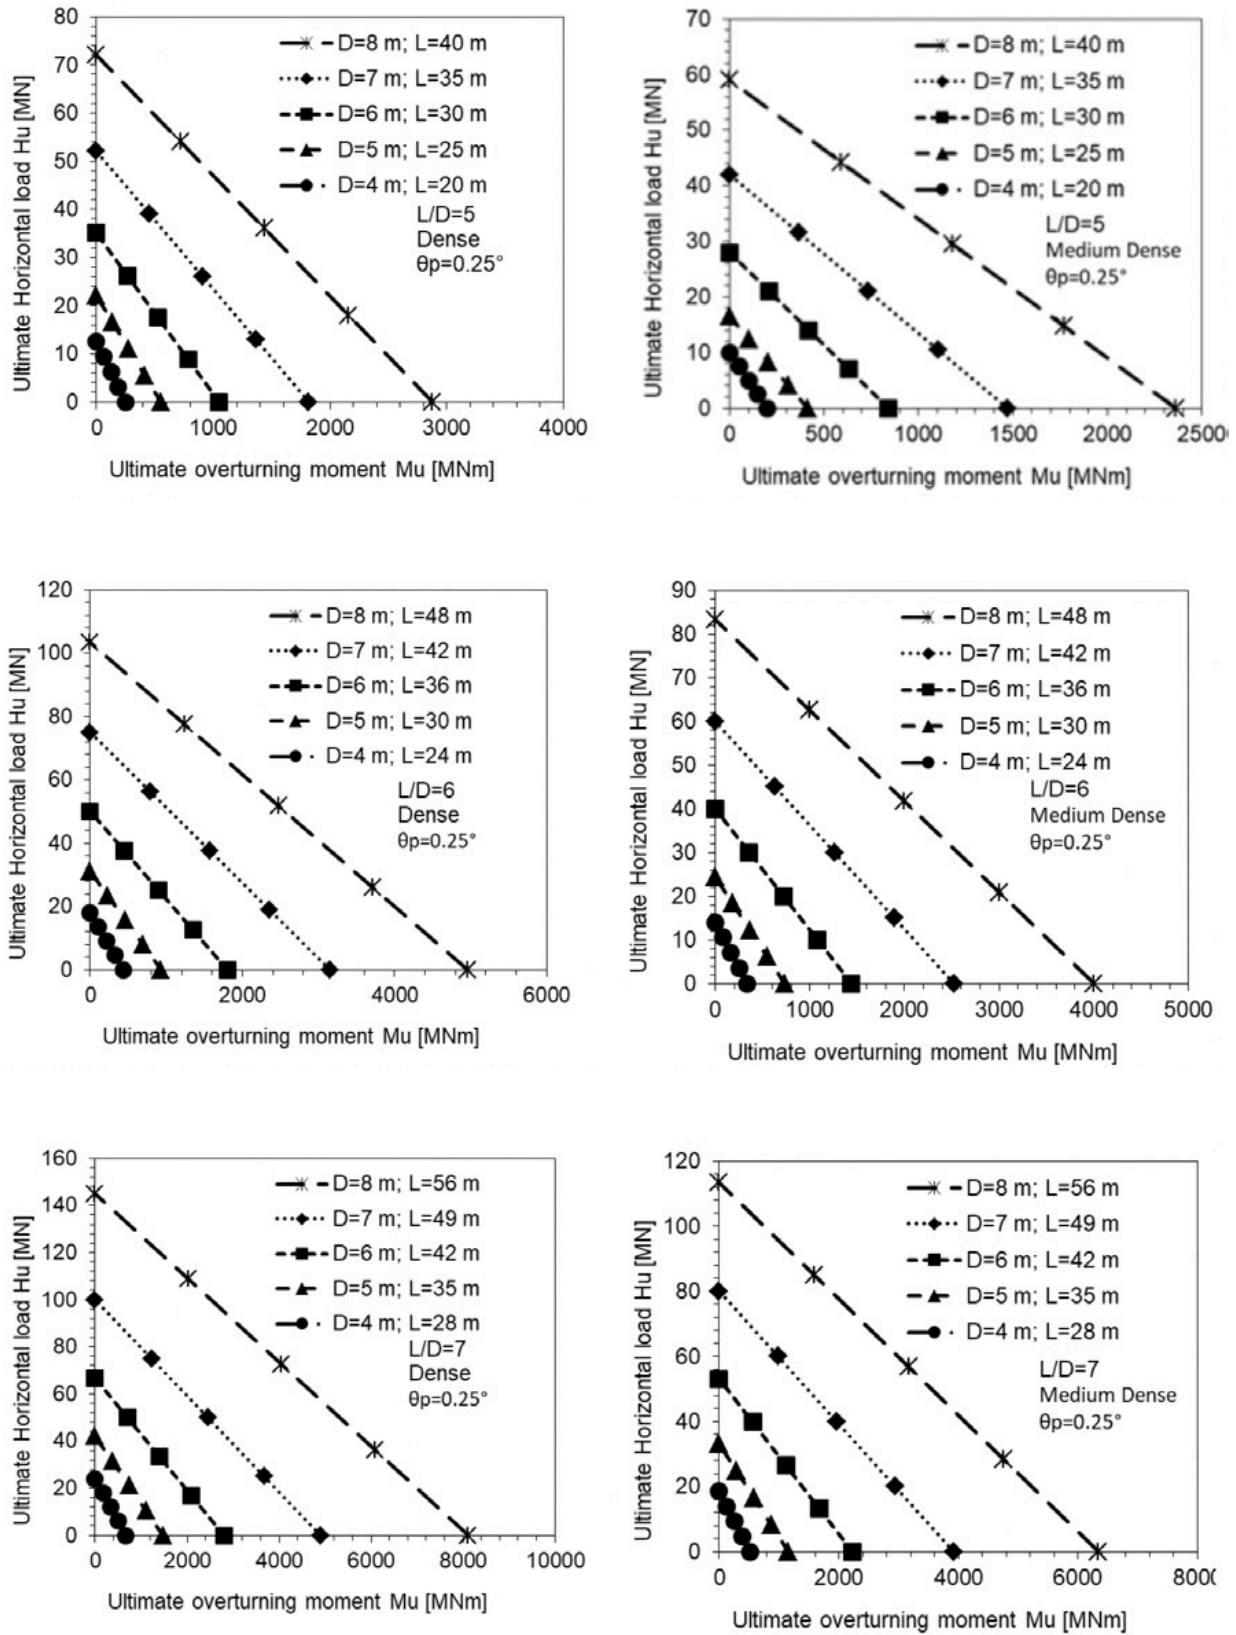 80
70
60
50
40
30
20
10
0
Ultimate Horizontal load Hu [MN]
D=8 m; L=40 m
D=7 m; L=35 m
D=6 m; L=30 m
D=5 m; L=25 m
D=4 m; L=20 m
L/D=5
Dense
θp=0.25°
0 1000 2000 3000 4000
Ultimate overturning moment Mu [MNm]
70
60
50
40
30
20
10
0
Ultimate Horizontal load Hu [MN]
D=8 m; L=40 m
D=7 m; L=35 m
D=6 m; L=30 m
D=5 m; L=25 m
D=4 m; L=20 m
L/D=5
Medium Dense
θp=0.25°
0 500 1000 1500 2000 2500
Ultimate overturning moment Mu [MNm]
120
100
80
60
40
20
0
Ultimate Horizontal load Hu [MN]
D=8 m; L=48 m
D=7 m; L=42 m
D=6 m; L=36 m
D=5 m; L=30 m
D=4 m; L=24 m
L/D=6
Dense
θp=0.25°
0 2000 4000 6000
Ultimate overturning moment Mu [MNm]
90
80
70
60
50
40
30
20
10
0
Ultimate Horizontal load Hu [MN]
D=8 m; L=48 m
D=7 m; L=42 m
D=6 m; L=36 m
D=5 m; L=30 m
D=4 m; L=24 m
L/D=6
Medium Dense
θp=0.25°
0 1000 2000 3000 4000 5000
Ultimate overturning moment Mu [MNm]
160
140
120
100
80
60
40
20
0
Ultimate Horizontal load Hu [MN]
D=8 m; L=56 m
D=7 m; L=49 m
D=6 m; L=42 m
D=5 m; L=35 m
D=4 m; L=28 m
L/D=7
Dense
θp=0.25°
0 2000 4000 6000 8000 10000
Ultimate overturning moment Mu [MNm]
120
100
80
60
40
20
0
Ultimate Horizontal load Hu [MN]
D=8 m; L=56 m
D=7 m; L=49 m
D=6 m; L=42 m
D=5 m; L=35 m
D=4 m; L=28 m
L/D=7
Medium Dense
θp=0.25°
0 2000 4000 6000 8000
Ultimate overturning moment Mu [MNm]